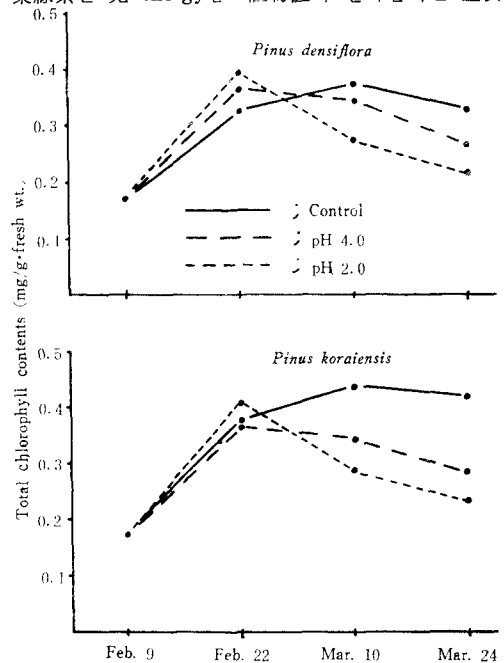 Pinus densiflora
0.4
0.3
0.2
0.1
; Control
; pH 4.0
; pH 2.0
Total chlorophyll contents (mg/g·fresh wt.)
Pinus koraiensis
0.5
0.4
0.3
0.2
0.1
Feb. 9 Feb. 22 Mar. 10 Mar. 24